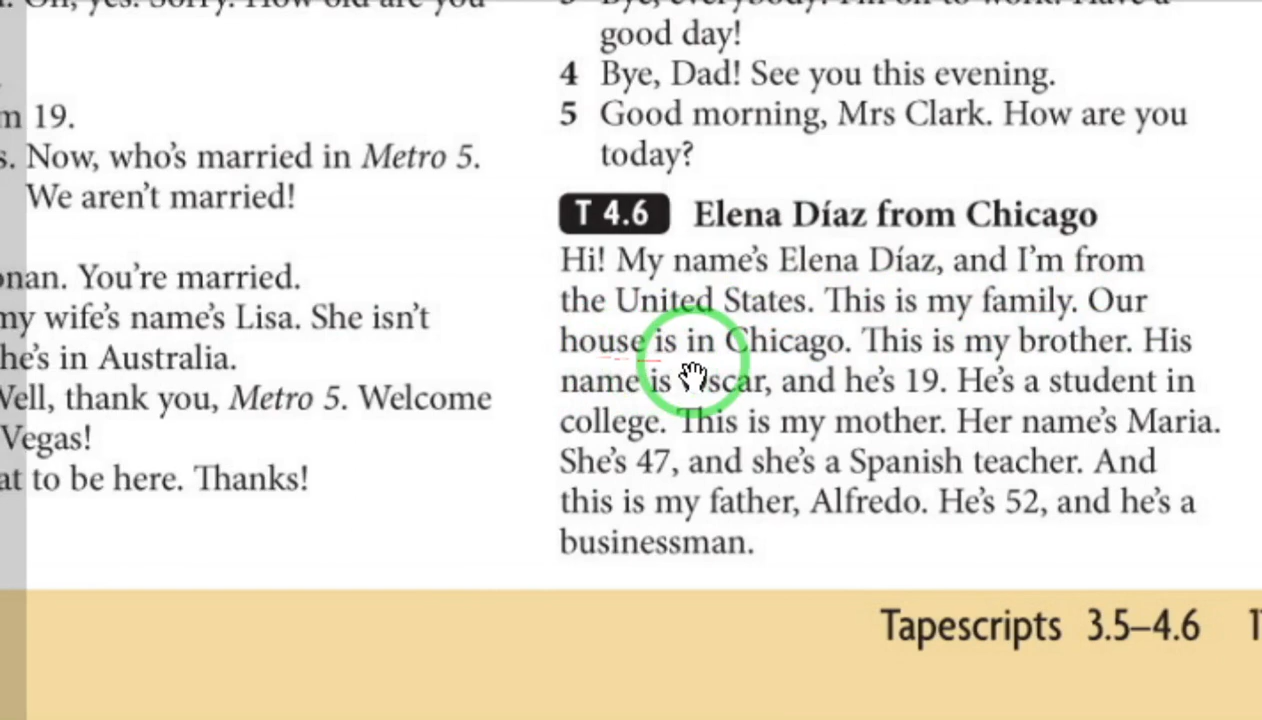 Oh, yes. Sorry. How old are you
m 19.
s. Now, who's married in Metro 5.
We aren't married!
onan. You're married.
my wife's name's Lisa. She isn't
he's in Australia.
Well, thank you, Metro 5. Welcome
Vegas!
at to be here. Thanks!
3 Bye, everybody! I'm off to work. Have a
good day!
4 Bye, Dad! See you this evening.
5 Good morning, Mrs Clark. How are you
today?
T 4.6 Elena Díaz from Chicago
Hi! My name's Elena Díaz, and I'm from
the United States. This is my family. Our
house is in Chicago. This is my brother. His
name is Oscar, and he's 19. He's a student in
college. This is my mother. Her name's Maria.
She's 47, and she's a Spanish teacher. And
this is my father, Alfredo. He's 52, and he's a
businessman.
Tapescripts 3.5–4.6